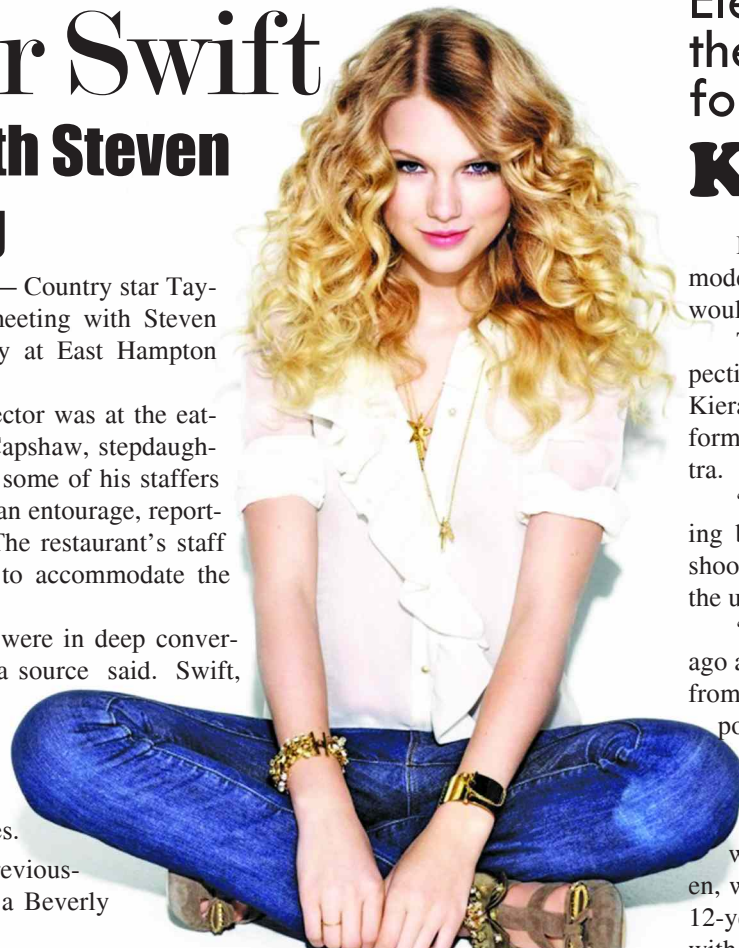 r Swift
th Steven
g
— Country star Tay-
meeting with Steven
y at East Hampton
ector was at the eat-
Capshaw, stepdaugh-
some of his staffers
an entourage, report-
The restaurant's staff
to accommodate the
were in deep conver-
a source said. Swift,
es.
revious-
a Beverly
the
fo
K
mode
woul
pecti
Kiera
form
tra.
ing b
shoo
the u
ago a
from
po
w
en, w
12-ye
with